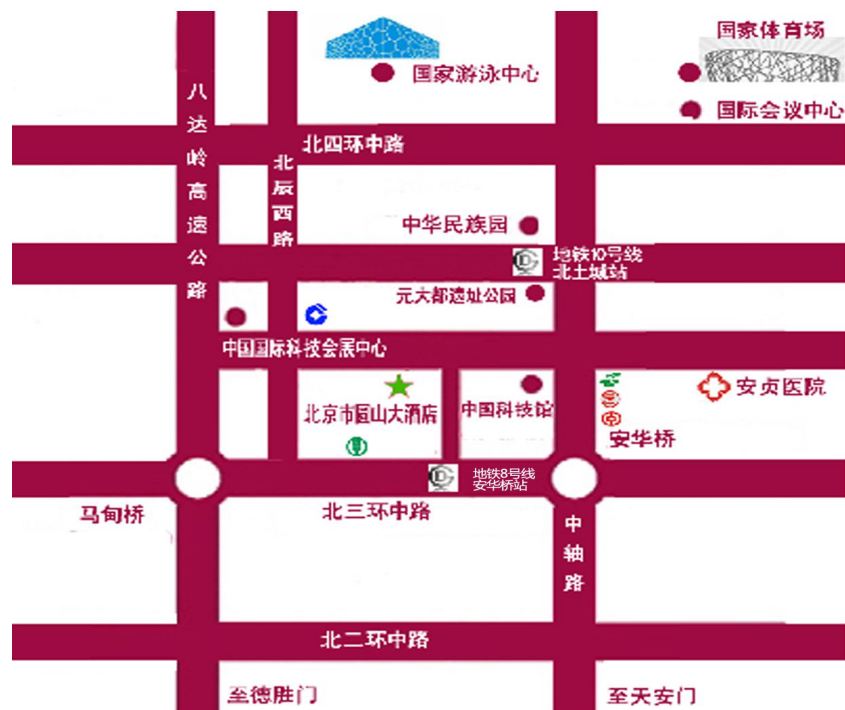 国家体育场
国家游泳中心
国际会议中心
八达岭高速公路
北四环中路
北辰西路
中华民族园
地铁10号线
北土城站
元大都遗址公园
中国国际科技会展中心
北京市圆山大酒店
中国科技馆
安贞医院
安华桥
地铁8号线
安华桥站
马甸桥
北三环中路
中轴路
北二环中路
至德胜门
至天安门